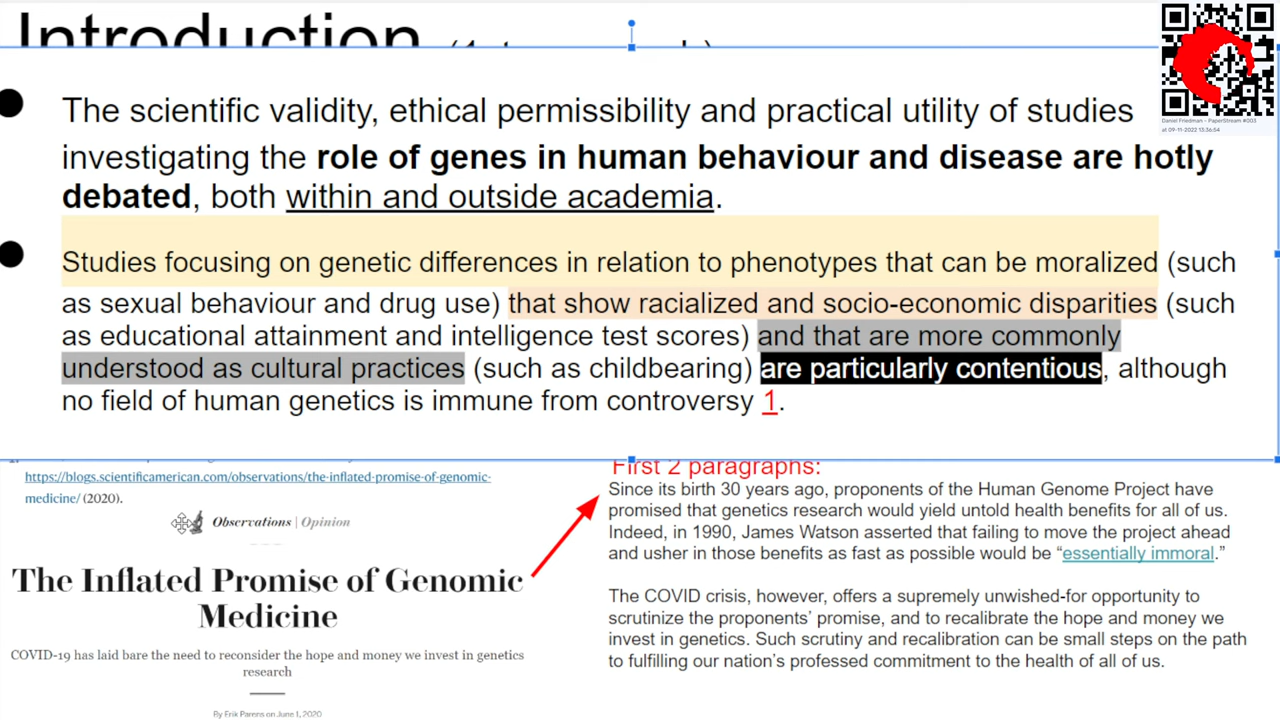 Introduction
Daniel Friedman - PaperStream #003
at 09-11-2022 13:36:54
The scientific validity, ethical permissibility and practical utility of studies
investigating the role of genes in human behaviour and disease are hotly
debated, both within and outside academia.
Studies focusing on genetic differences in relation to phenotypes that can be moralized (such
as sexual behaviour and drug use) that show racialized and socio-economic disparities (such
as educational attainment and intelligence test scores) and that are more commonly
understood as cultural practices (such as childbearing) are particularly contentious, although
no field of human genetics is immune from controversy 1.
https://blogs.scientificamerican.com/observations/the-inflated-promise-of-genomic-
medicine/ (2020).
Observations | Opinion
The Inflated Promise of Genomic
Medicine
COVID-19 has laid bare the need to reconsider the hope and money we invest in genetics
research
By Erik Parens on June 1, 2020
First 2 paragraphs:
Since its birth 30 years ago, proponents of the Human Genome Project have
promised that genetics research would yield untold health benefits for all of us.
Indeed, in 1990, James Watson asserted that failing to move the project ahead
and usher in those benefits as fast as possible would be “essentially immoral.”
The COVID crisis, however, offers a supremely unwished-for opportunity to
scrutinize the proponents’ promise, and to recalibrate the hope and money we
invest in genetics. Such scrutiny and recalibration can be small steps on the path
to fulfilling our nation’s professed commitment to the health of all of us.